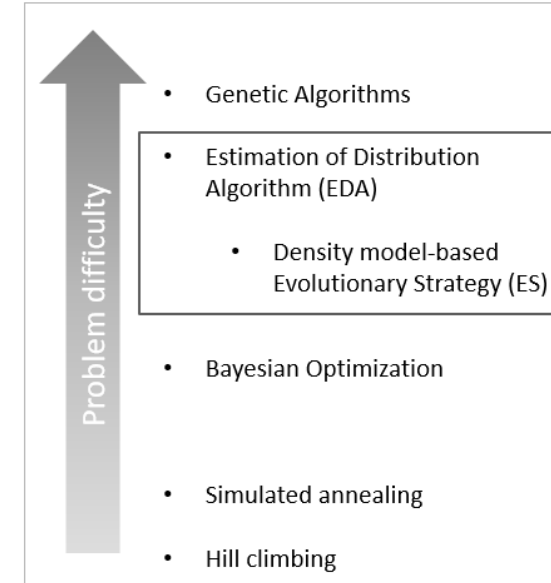 Problem difficulty
• Genetic Algorithms
• Estimation of Distribution
Algorithm (EDA)
• Density model-based
Evolutionary Strategy (ES)
• Bayesian Optimization
• Simulated annealing
• Hill climbing